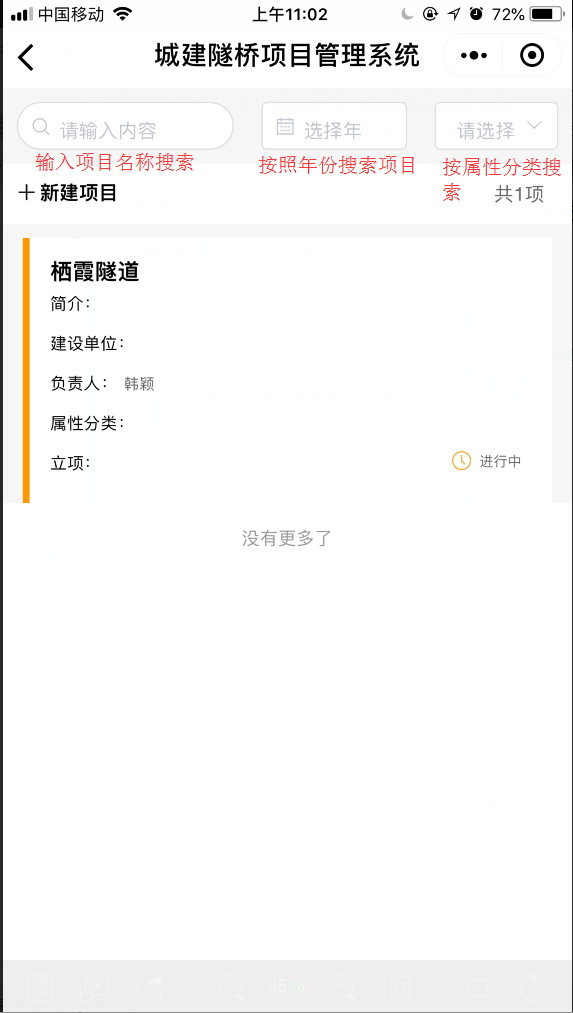 中国移动 上午11:02 72%
城建隧桥项目管理系统
请输入内容 选择年 请选择
输入项目名称搜索 按照年份搜索项目 按属性分类搜
索
+ 新建项目 共1项
栖霞隧道
简介：
建设单位：
负责人： 韩颖
属性分类：
立项： 进行中
没有更多了
45% 1:1